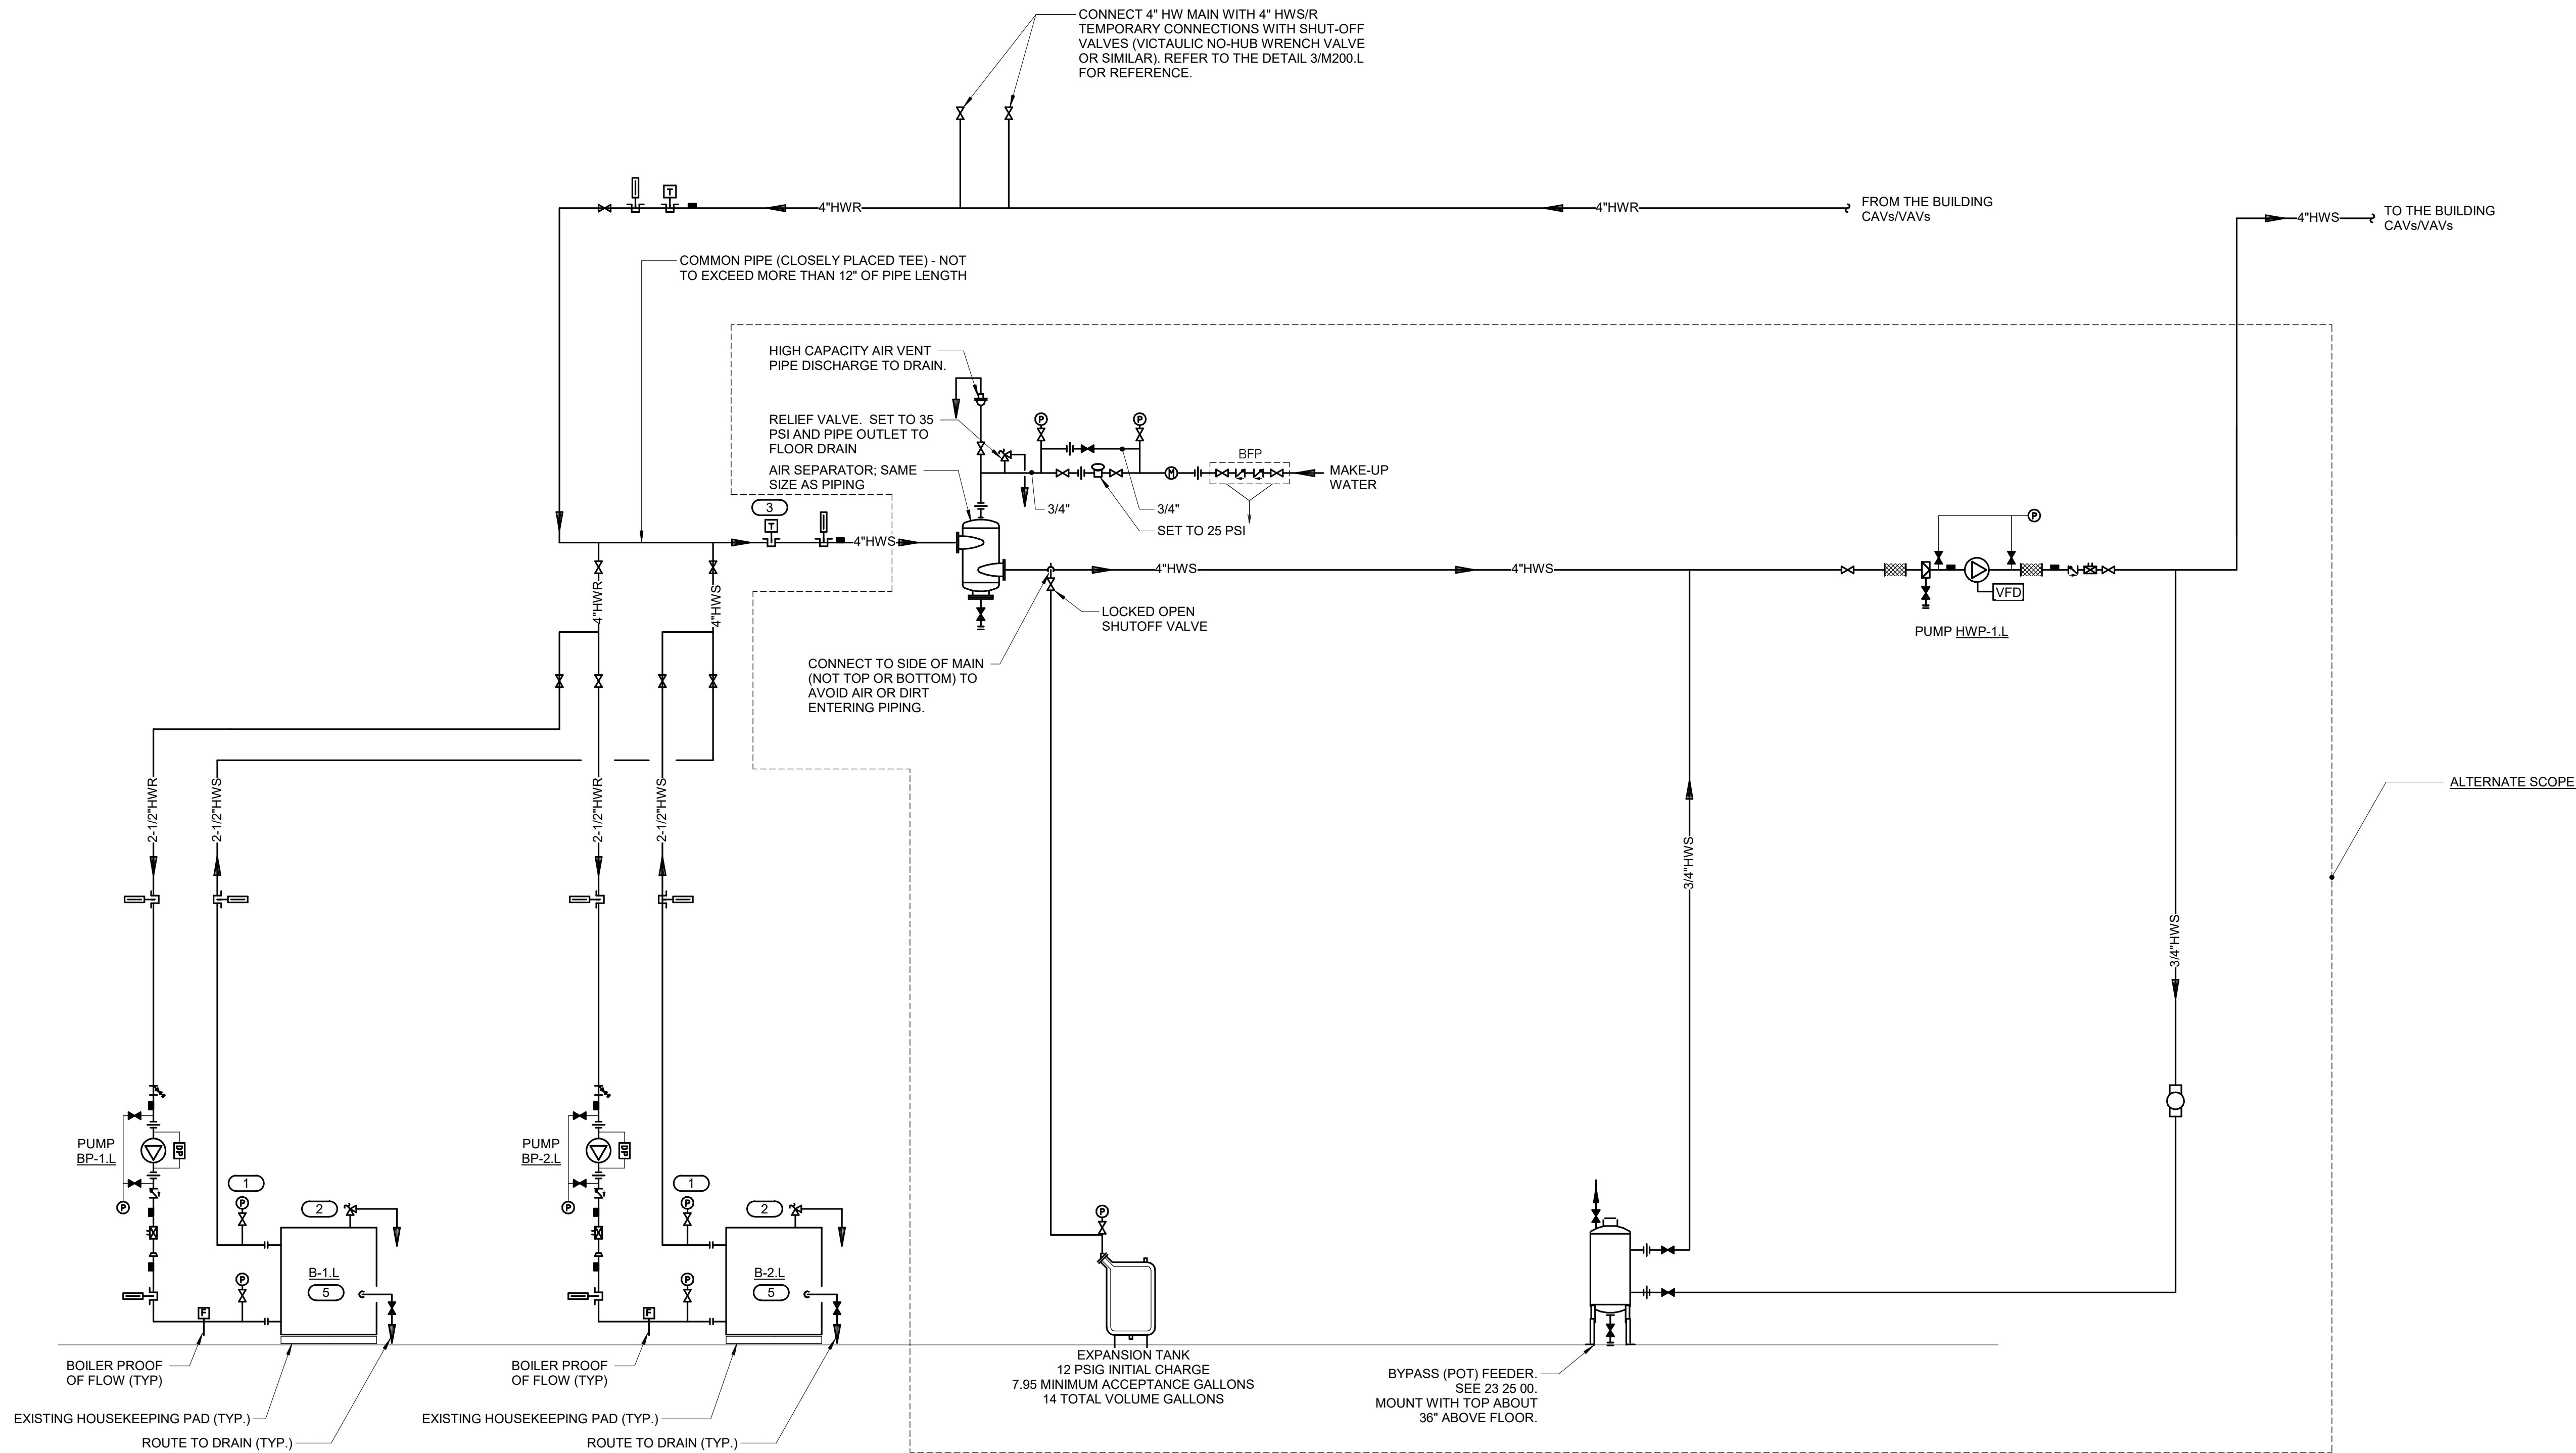 CONNECT 4" HW MAIN WITH 4" HWS/R
TEMPORARY CONNECTIONS WITH SHUT-OFF
VALVES (VICTAULIC NO-HUB WRENCH VALVE
OR SIMILAR). REFER TO THE DETAIL 3/M200.L
FOR REFERENCE.
T
4"HWR
4"HWR
FROM THE BUILDING
CAVs/VAVs
4"HWS
TO THE BUILDING
CAVs/VAVs
COMMON PIPE (CLOSELY PLACED TEE) - NOT
TO EXCEED MORE THAN 12" OF PIPE LENGTH
HIGH CAPACITY AIR VENT
PIPE DISCHARGE TO DRAIN.
RELIEF VALVE.  SET TO 35
PSI AND PIPE OUTLET TO
FLOOR DRAIN
AIR SEPARATOR; SAME
SIZE AS PIPING
P
P
M
BFP
MAKE-UP
WATER
3/4"
3/4"
SET TO 25 PSI
3
T
4"HWS
4"HWS
4"HWS
P
VFD
PUMP HWP-1.L
4"HWR
4"HWS
LOCKED OPEN
SHUTOFF VALVE
CONNECT TO SIDE OF MAIN
(NOT TOP OR BOTTOM) TO
AVOID AIR OR DIRT
ENTERING PIPING.
ALTERNATE SCOPE
2-1/2"HWR
2-1/2"HWS
2-1/2"HWR
2-1/2"HWS
3/4"HWS
3/4"HWS
PUMP
BP-1.L
DP
P
1
P
2
B-1.L
5
P
F
PUMP
BP-2.L
DP
P
1
P
2
B-2.L
5
P
F
P
BOILER PROOF
OF FLOW (TYP)
EXISTING HOUSEKEEPING PAD (TYP.)
ROUTE TO DRAIN (TYP.)
BOILER PROOF
OF FLOW (TYP)
EXISTING HOUSEKEEPING PAD (TYP.)
ROUTE TO DRAIN (TYP.)
EXPANSION TANK
12 PSIG INITIAL CHARGE
7.95 MINIMUM ACCEPTANCE GALLONS
14 TOTAL VOLUME GALLONS
BYPASS (POT) FEEDER.
SEE 23 25 00.
MOUNT WITH TOP ABOUT
36" ABOVE FLOOR.